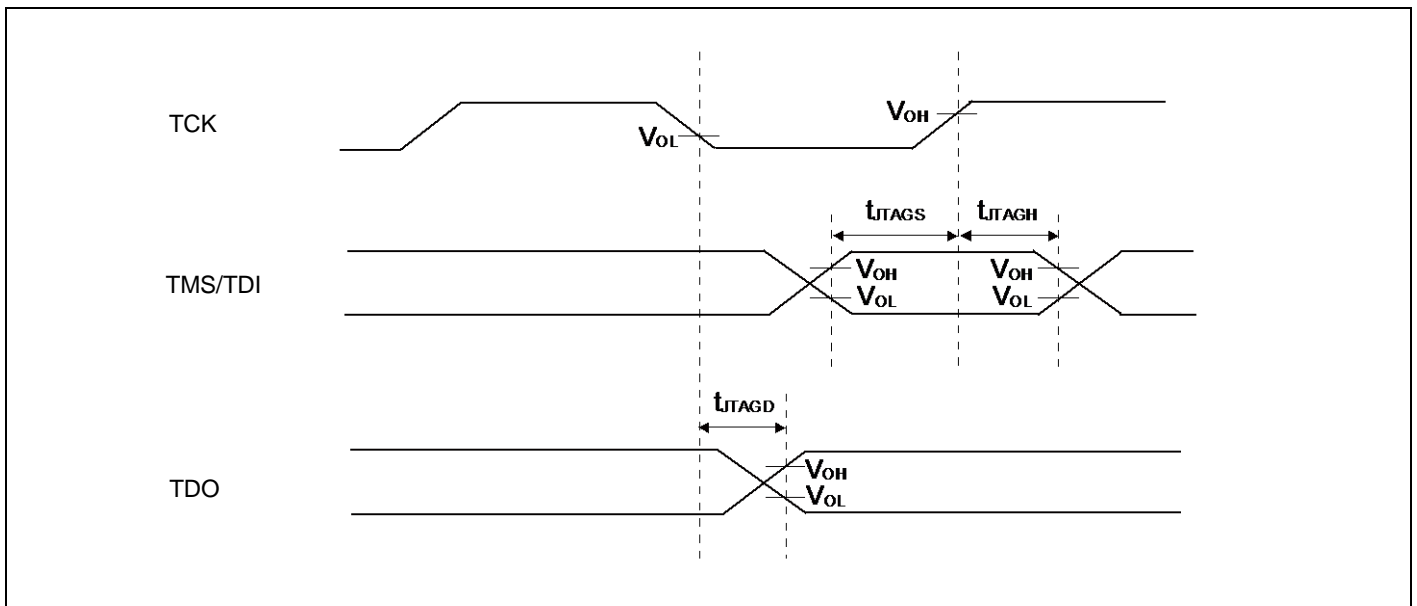 TCK
VOL
VOH
tJTAGS
tJTAGH
TMS/TDI
VOH
VOL
VOH
VOL
tJTAGD
TDO
VOH
VOL